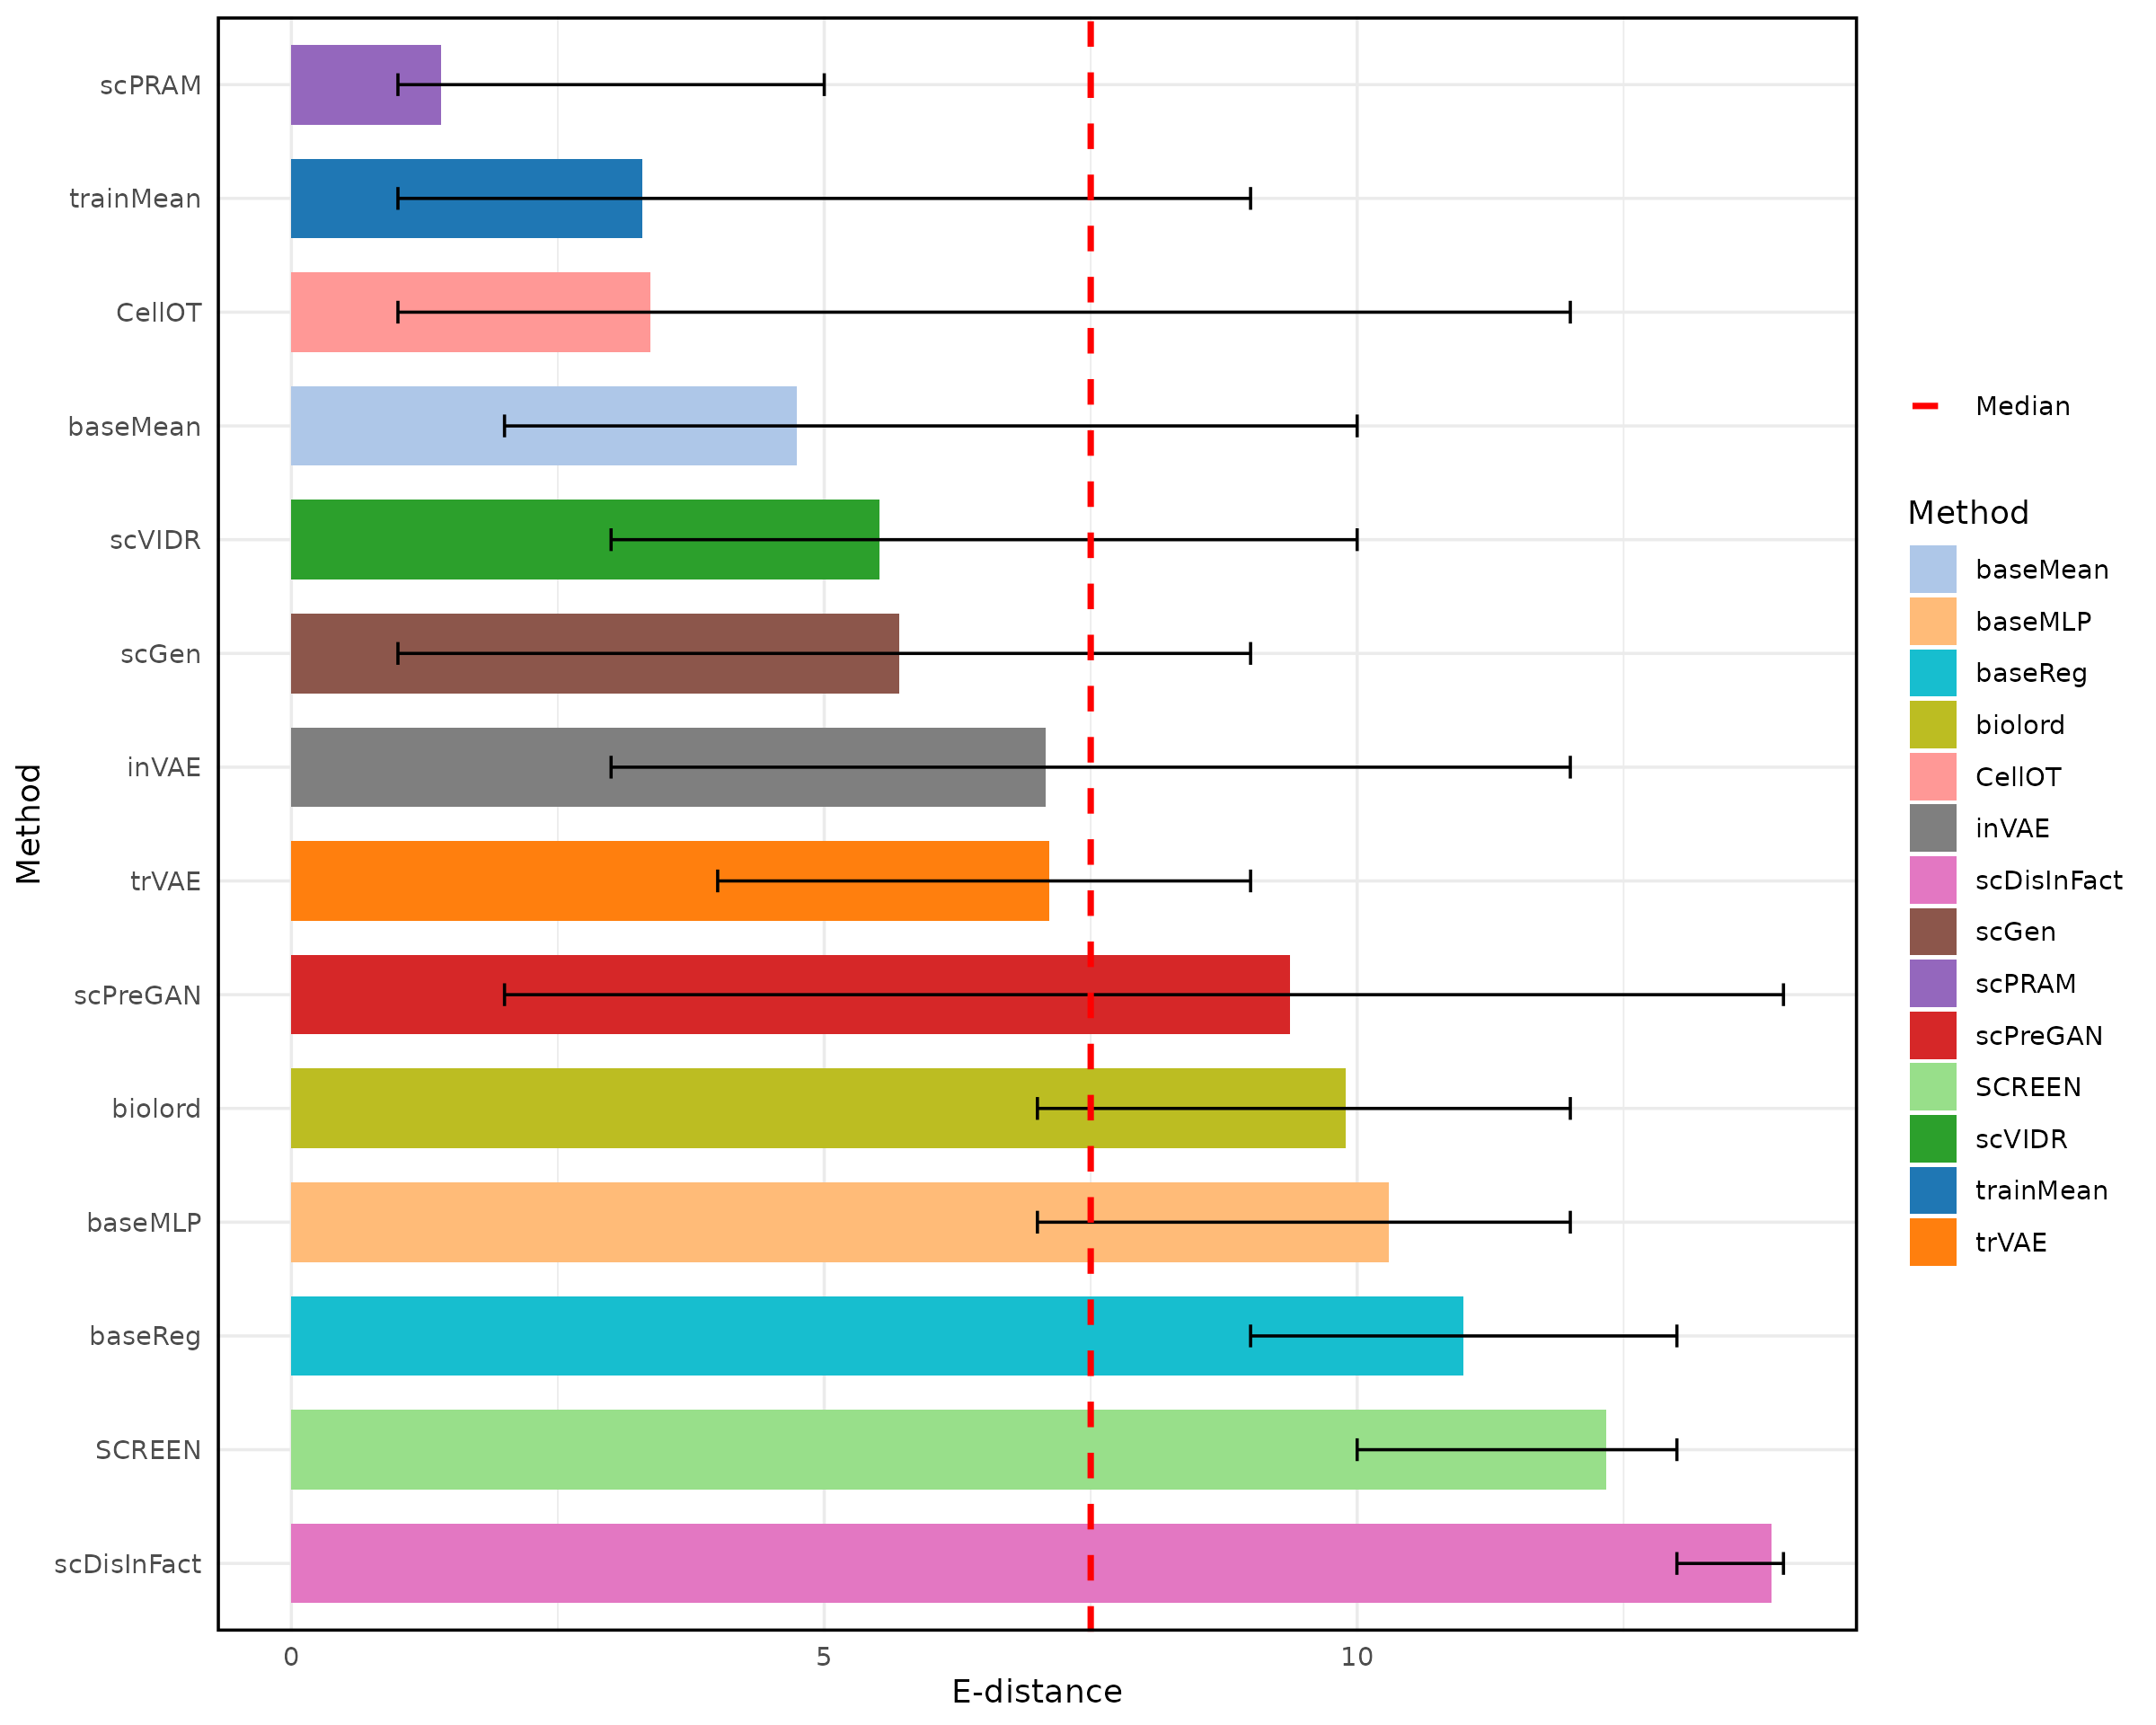 scPRAM
trainMean
CellOT
baseMean
scVIDR
scGen
inVAE
trVAE
scPreGAN
biolord
baseMLP
baseReg
SCREEN
scDisInFact
Method
0 5 10
E-distance
Median
Method
baseMean
baseMLP
baseReg
biolord
CellOT
inVAE
scDisInFact
scGen
scPRAM
scPreGAN
SCREEN
scVIDR
trainMean
trVAE